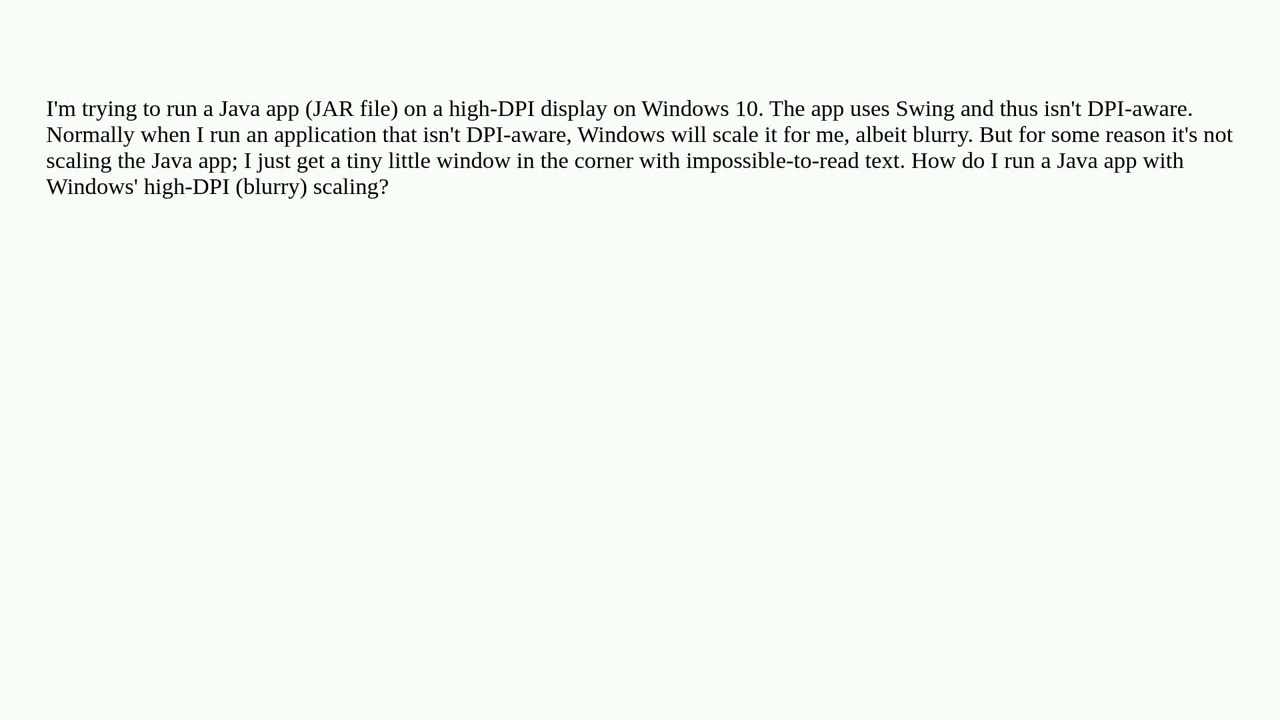 I'm trying to run a Java app (JAR file) on a high-DPI display on Windows 10. The app uses Swing and thus isn't DPI-aware.
Normally when I run an application that isn't DPI-aware, Windows will scale it for me, albeit blurry. But for some reason it's not
scaling the Java app; I just get a tiny little window in the corner with impossible-to-read text. How do I run a Java app with
Windows' high-DPI (blurry) scaling?